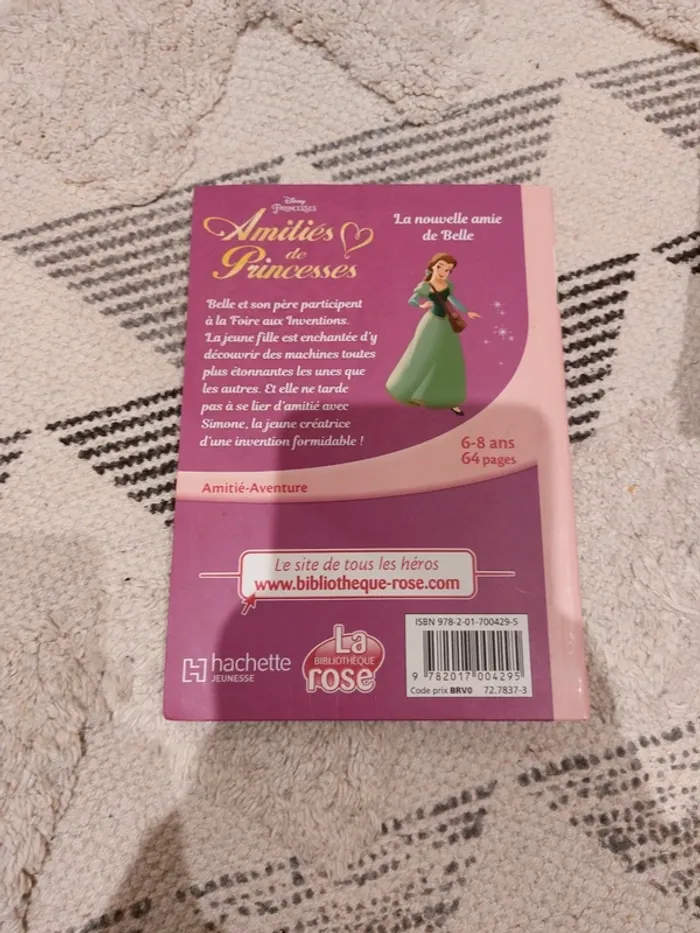 Disney
PRINCESSES
Amitiés
de
Princesses
La nouvelle amie
de Belle
Belle et son père participent
à la Foire aux Inventions.
La jeune fille est enchantée d'y
découvrir des machines toutes
plus étonnantes les unes que
les autres. Et elle ne tarde
pas à se lier d'amitié avec
Simone, la jeune créatrice
d'une invention formidable !
6-8 ans
64 pages
Amitié-Aventure
Le site de tous les héros
www.bibliotheque-rose.com
hachette
JEUNESSE
La
BIBLIOTHÈQUE
rose
ISBN 978-2-01-700429-5
9 782017 004295
Code prix BRV0 72.7837-3